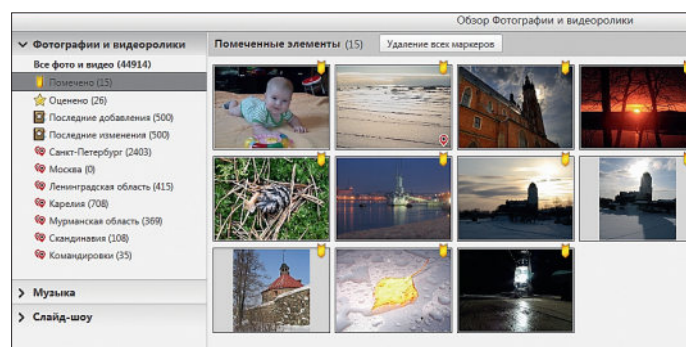 Обзор Фотографии и видеоролики
Фотографии и видеоролики
Помеченные элементы (15)
Удаление всех маркеров
Все фото и видео (44914)
Помечено (15)
Оценено (26)
Последние добавления (500)
Последние изменения (500)
Санкт-Петербург (2403)
Москва (0)
Ленинградская область (415)
Карелия (708)
Мурманская область (369)
Скандинавия (108)
Командировки (35)
Музыка
Слайд-шоу